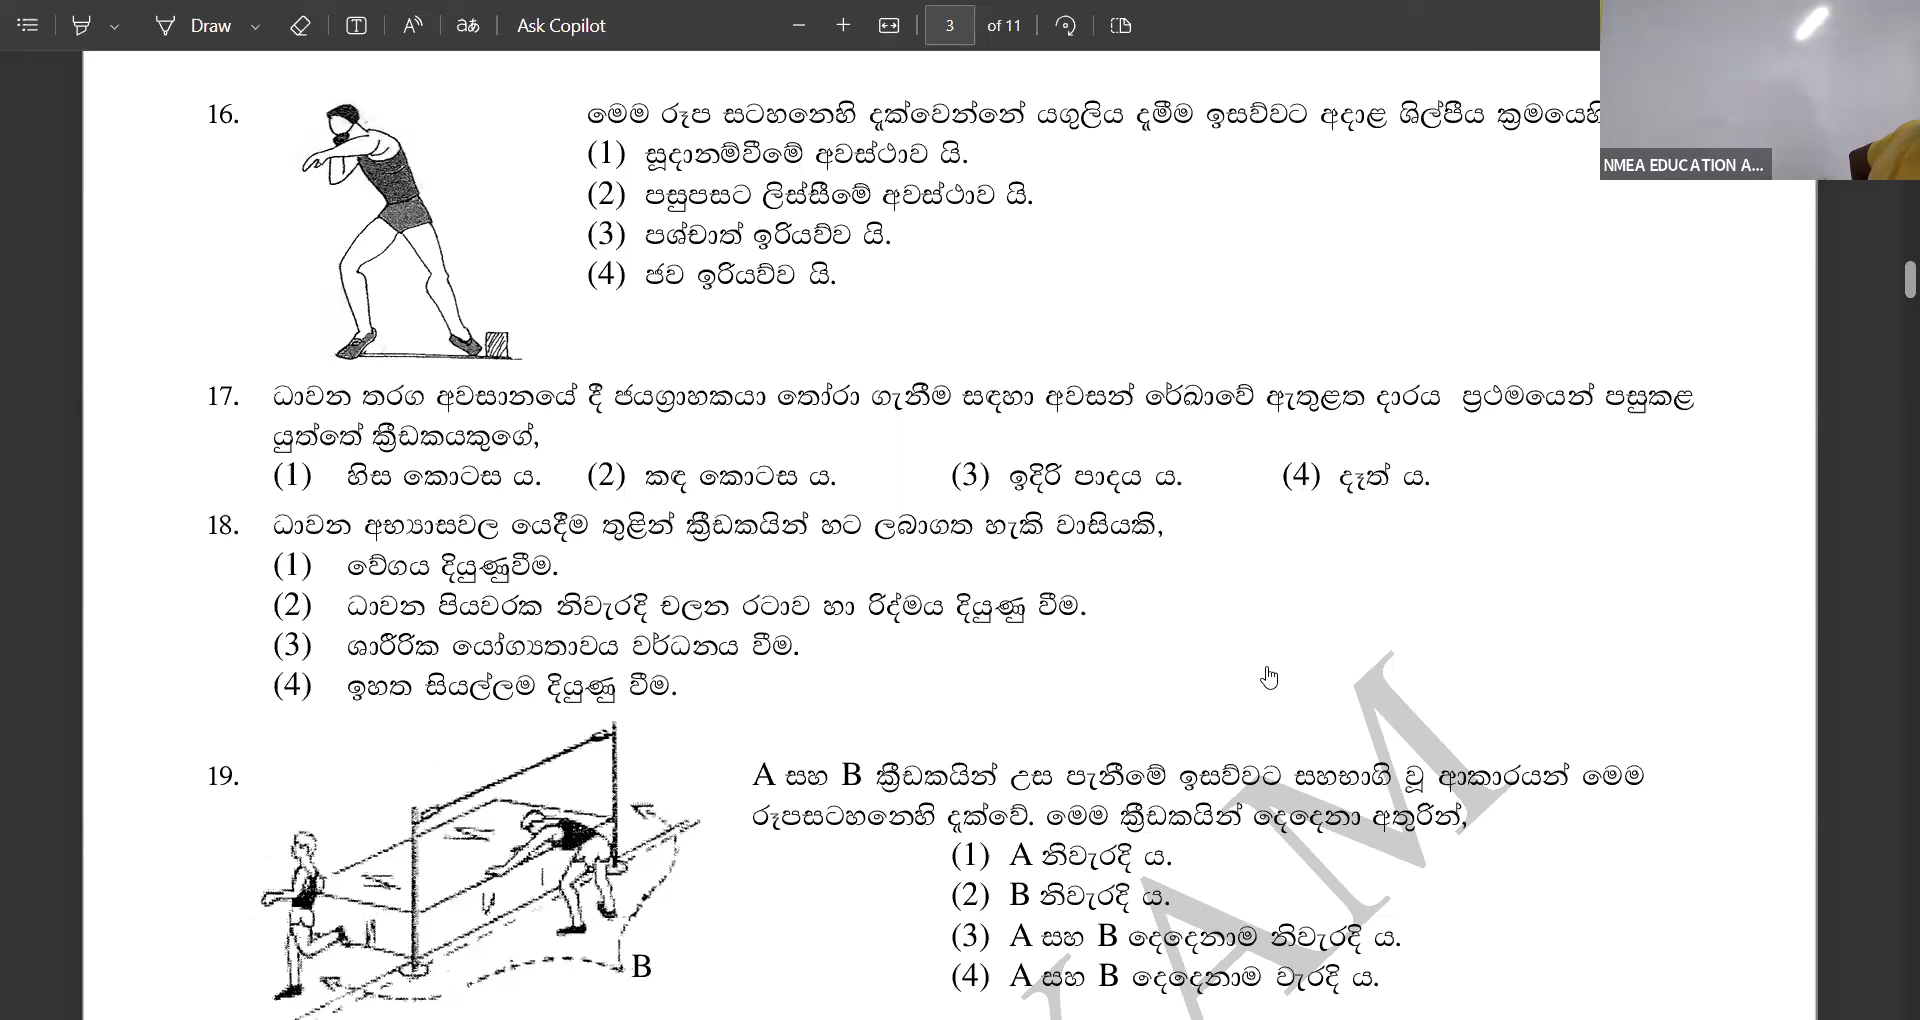 Draw
Ask Copilot
3 of 11
NMEA EDUCATION A...
16. මෙම රූප සටහනෙහි දැක්වෙන්නේ යගුලිය දැමීම ඉසව්වට අදාළ ශිල්පීය ක්‍රමයෙහි
(1) සූදානම්වීමේ අවස්ථාව යි.
(2) පසුපසට ලිස්සීමේ අවස්ථාව යි.
(3) පශ්චාත් ඉරියව්ව යි.
(4) ජව ඉරියව්ව යි.
17. ධාවන තරග අවසානයේ දී ජයග්‍රාහකයා තෝරා ගැනීම සඳහා අවසන් රේඛාවේ ඇතුළත දාරය ප්‍රථමයෙන් පසුකළ
යුත්තේ ක්‍රීඩකයකුගේ,
(1) හිස කොටස ය. (2) කඳ කොටස ය. (3) ඉදිරි පාදය ය. (4) දෑත් ය.
18. ධාවන අභ්‍යාසවල යෙදීම තුළින් ක්‍රීඩකයින් හට ලබාගත හැකි වාසියකි,
(1) වේගය දියුණුවීම.
(2) ධාවන පියවරක නිවැරදි චලන රටාව හා රිද්මය දියුණු වීම.
(3) ශාරීරික යෝග්‍යතාවය වර්ධනය වීම.
(4) ඉහත සියල්ලම දියුණු වීම.
19. A සහ B ක්‍රීඩකයින් උස පැනීමේ ඉසව්වට සහභාගි වූ ආකාරයන් මෙම
රූපසටහනෙහි දැක්වේ. මෙම ක්‍රීඩකයින් දෙදෙනා අතුරින්,
(1) A නිවැරදි ය.
(2) B නිවැරදි ය.
(3) A සහ B දෙදෙනාම නිවැරදි ය.
(4) A සහ B දෙදෙනාම වැරදි ය.
B